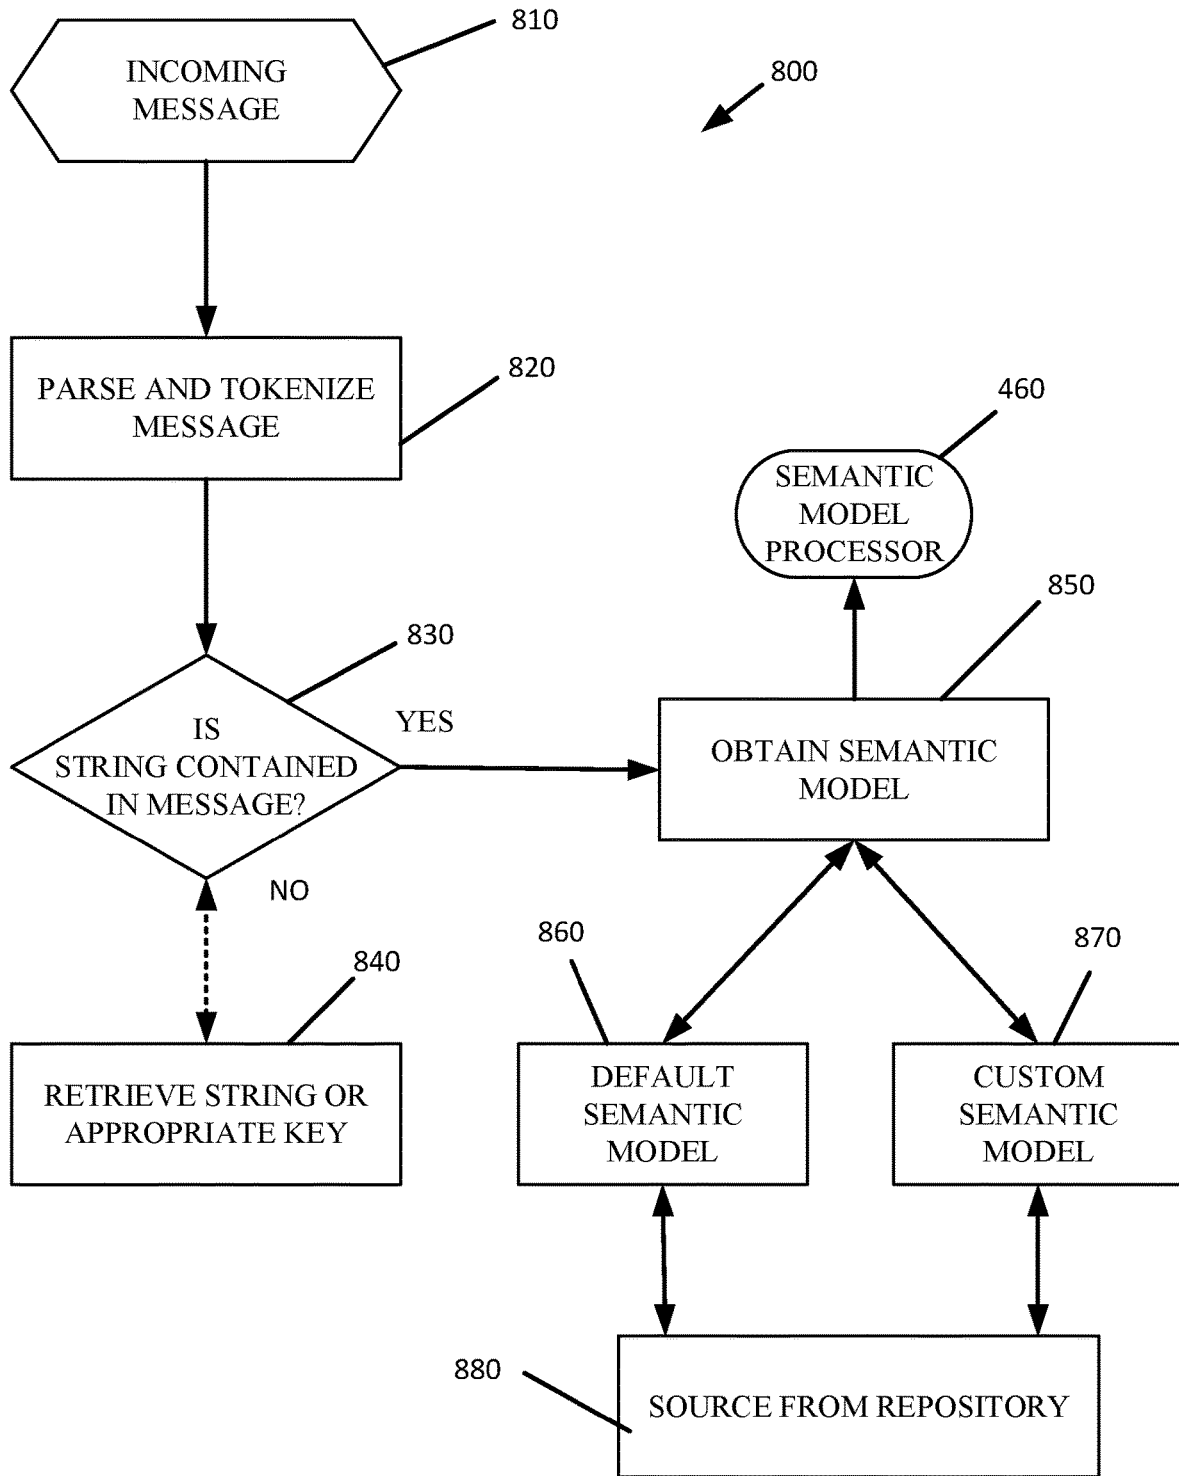 810
INCOMING
MESSAGE
800
PARSE AND TOKENIZE
MESSAGE
820
460
SEMANTIC
MODEL
PROCESSOR
850
830
IS
STRING CONTAINED
IN MESSAGE?
YES
OBTAIN SEMANTIC
MODEL
NO
840
RETRIEVE STRING OR
APPROPRIATE KEY
860
DEFAULT
SEMANTIC
MODEL
870
CUSTOM
SEMANTIC
MODEL
880
SOURCE FROM REPOSITORY